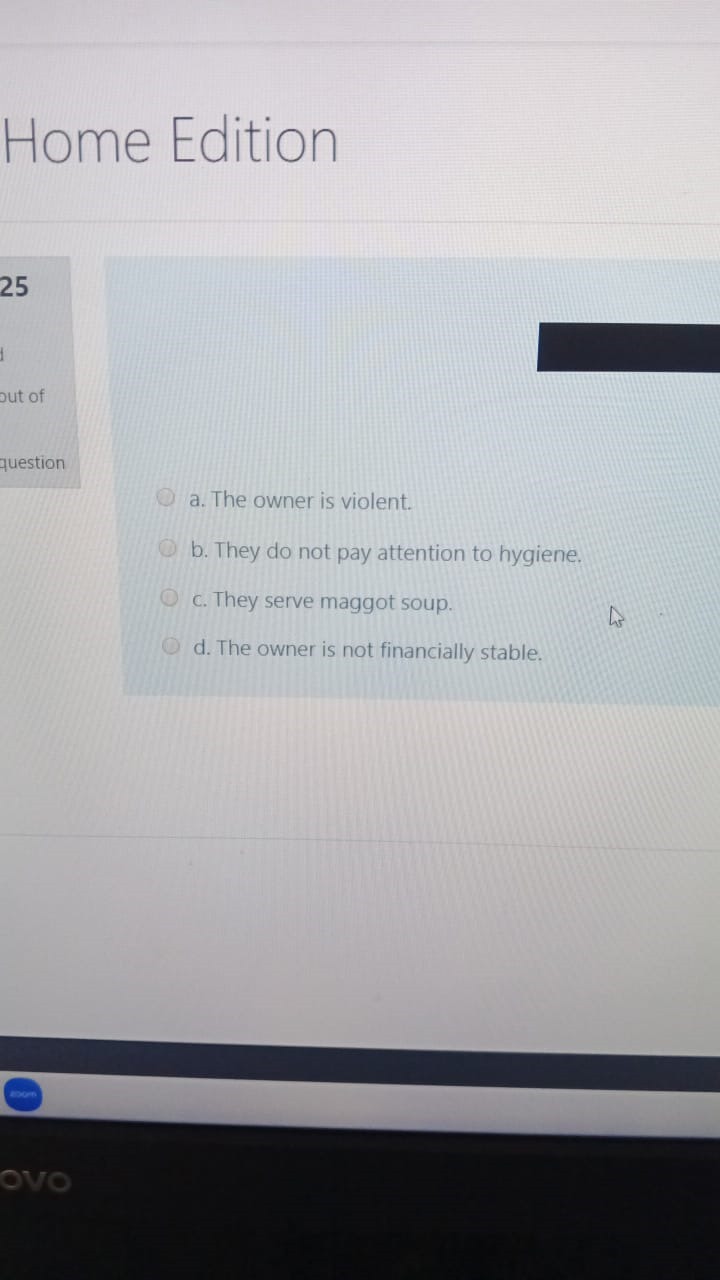 Home Edition
25
out of
question
a. The owner is violent.
b. They do not pay attention to hygiene.
c. They serve maggot soup.
d. The owner is not financially stable.
zoom
ovo